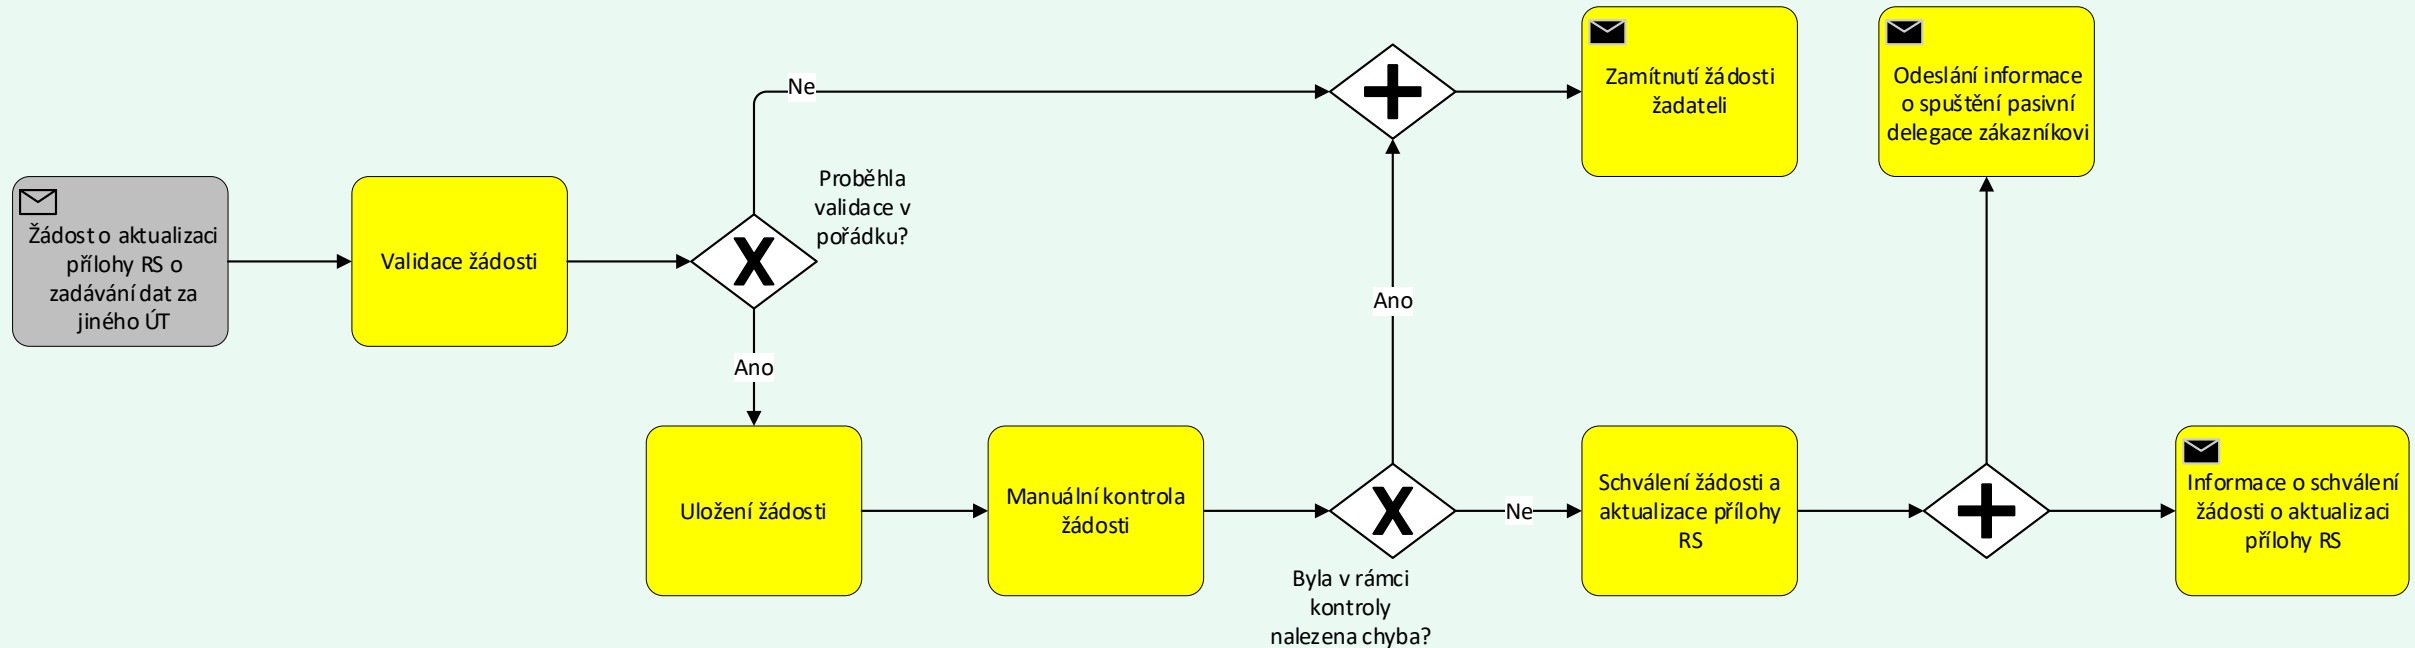 Žádost o aktualizaci
přílohy RS o
zadávání dat za
jiného ÚT
Validace žádosti
Proběhla
validace v
pořádku?
Ne
Ano
Uložení žádosti
Manuální kontrola
žádosti
Byla v rámci
kontroly
nalezena chyba?
Ano
Ne
Zamítnutí žádosti
žadateli
Schválení žádosti a
aktualizace přílohy
RS
Odeslání informace
o spuštění pasivní
delegace zákazníkovi
Informace o schválení
žádosti o aktualizaci
přílohy RS